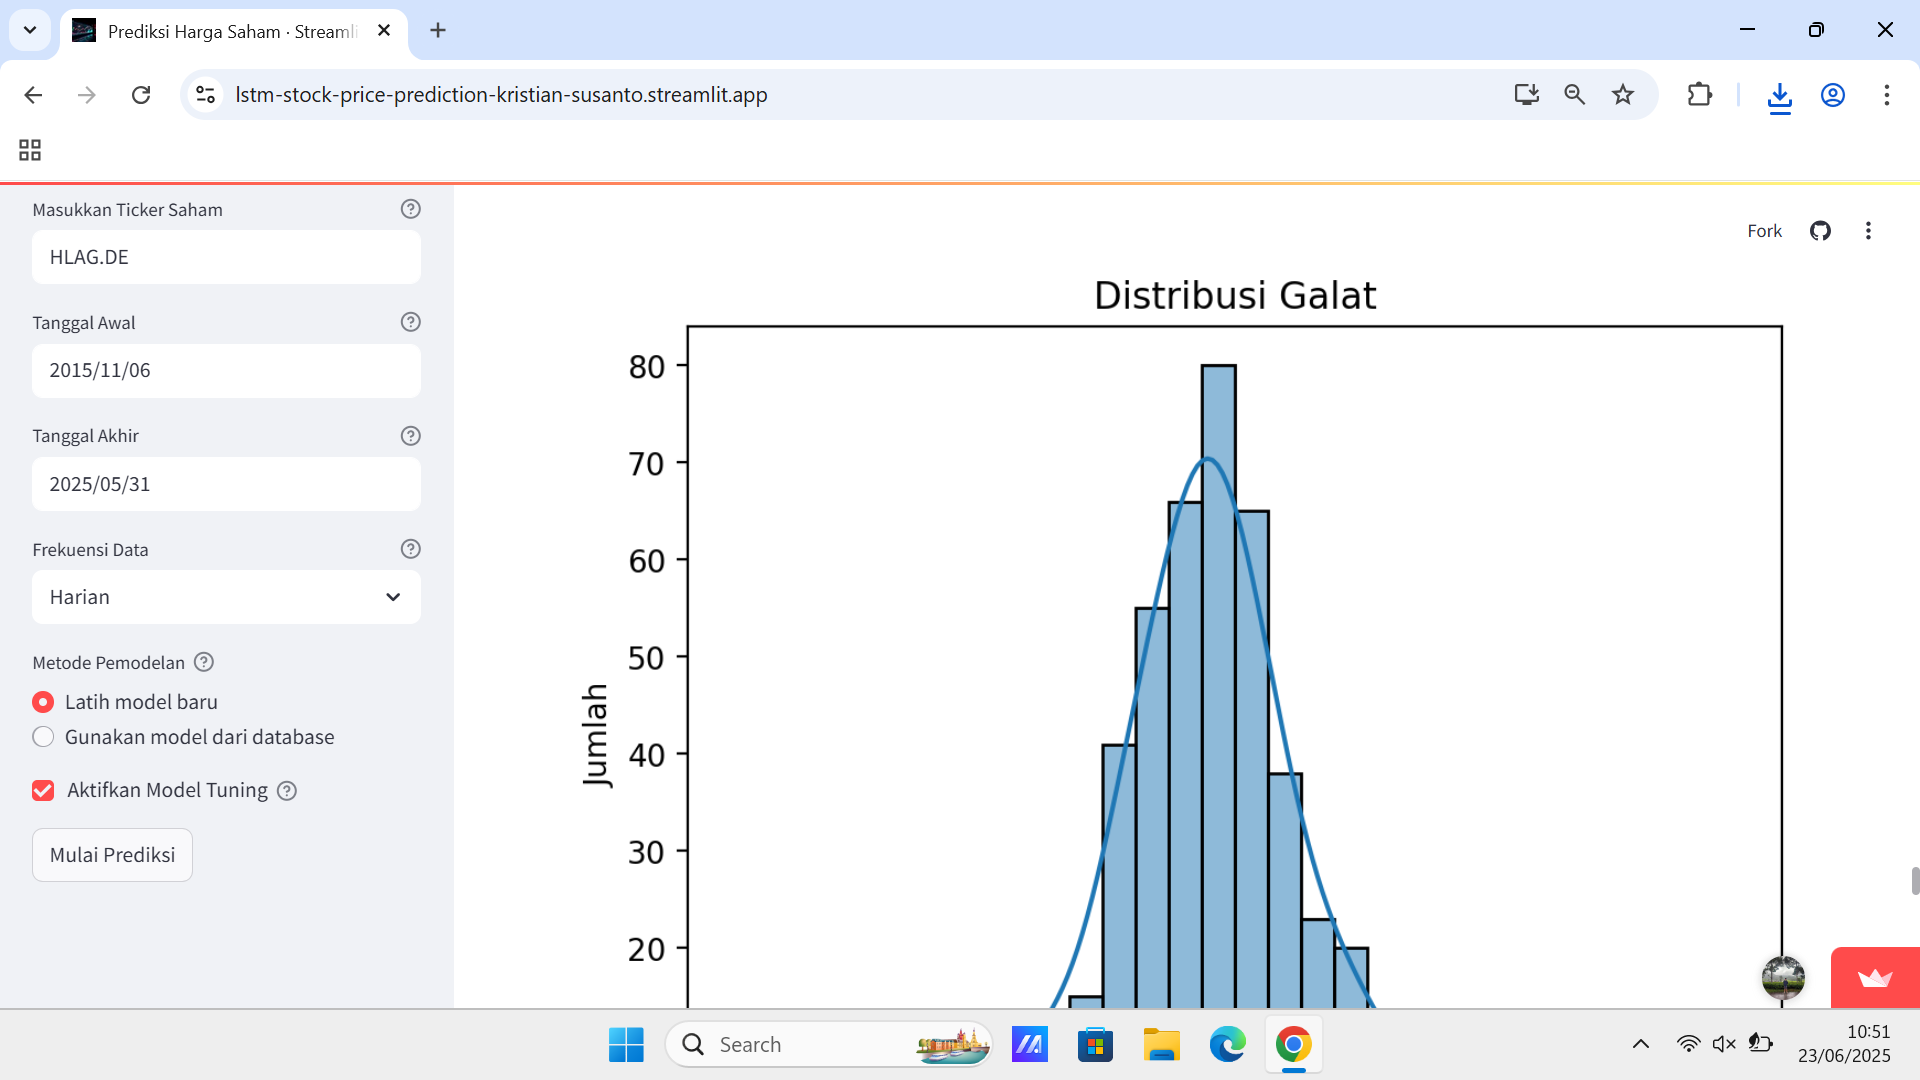 Prediksi Harga Saham · Streamli
lstm-stock-price-prediction-kristian-susanto.streamlit.app
Masukkan Ticker Saham
HLAG.DE
Tanggal Awal
2015/11/06
Tanggal Akhir
2025/05/31
Frekuensi Data
Harian
Metode Pemodelan
Latih model baru
Gunakan model dari database
Aktifkan Model Tuning
Mulai Prediksi
Fork
Distribusi Galat
80
70
60
50
40
30
20
Jumlah
Search
10:51
23/06/2025